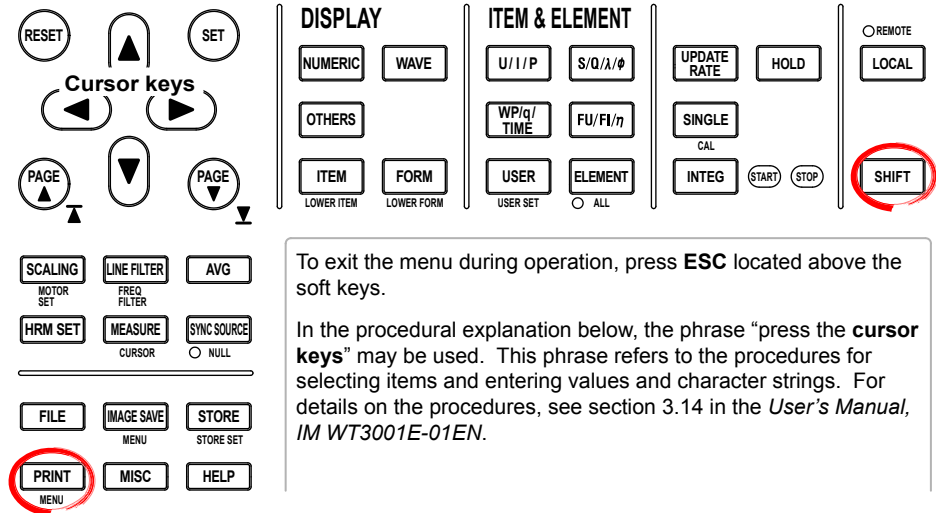 DISPLAY
ITEM & ELEMENT
RESET
SET
REMOTE
NUMERIC
WAVE
U/I/P
S/Q/λ/ϕ
UPDATE
RATE
HOLD
LOCAL
Cursor keys
OTHERS
WP/q/
TIME
FU/FI/η
SINGLE
CAL
PAGE
PAGE
ITEM
FORM
USER
ELEMENT
INTEG
START
STOP
SHIFT
LOWER ITEM
LOWER FORM
USER SET
ALL
SCALING
LINE FILTER
AVG
MOTOR
SET
FREQ
FILTER
HRM SET
MEASURE
SYNC SOURCE
CURSOR
NULL
FILE
IMAGE SAVE
STORE
MENU
STORE SET
PRINT
MISC
HELP
MENU
To exit the menu during operation, press ESC located above the
soft keys.
In the procedural explanation below, the phrase “press the cursor
keys” may be used. This phrase refers to the procedures for
selecting items and entering values and character strings. For
details on the procedures, see section 3.14 in the User's Manual,
IM WT3001E-01EN.